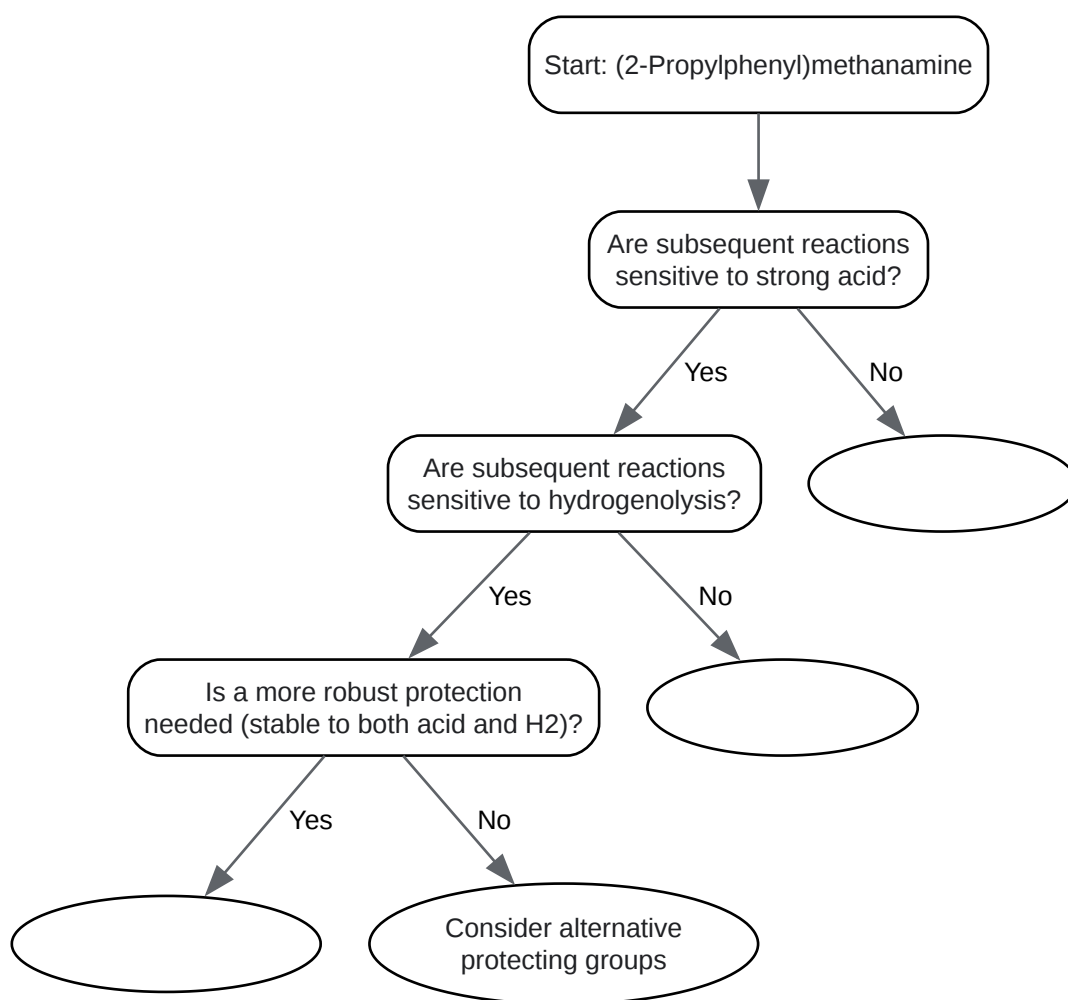 Start: (2-Propylphenyl)methanamine
Are subsequent reactions
sensitive to strong acid?
Yes
No
Are subsequent reactions
sensitive to hydrogenolysis?
Yes
No
Is a more robust protection
needed (stable to both acid and H2)?
Yes
No
Consider alternative
protecting groups